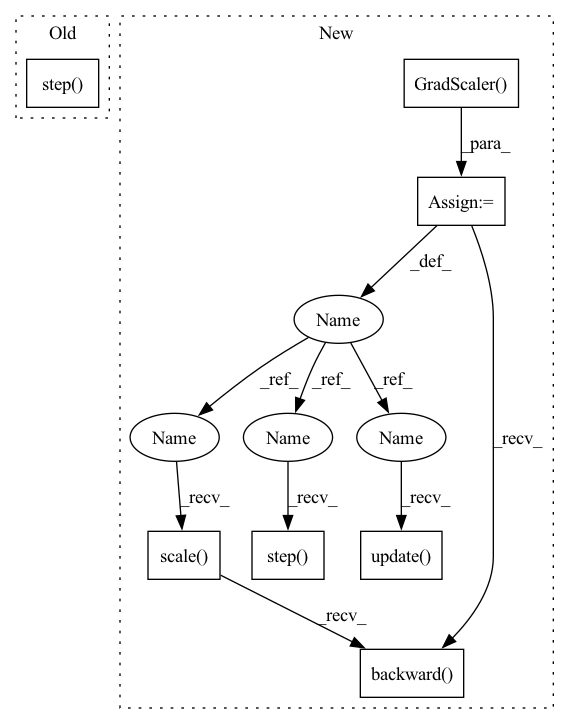 Old
New
step()
GradScaler()
_para_
Assign:=
_def_
Name
_ref_
_ref_
_ref_
Name
Name
Name
_recv_
_recv_
_recv_
_recv_
scale()
step()
update()
_recv_
backward()